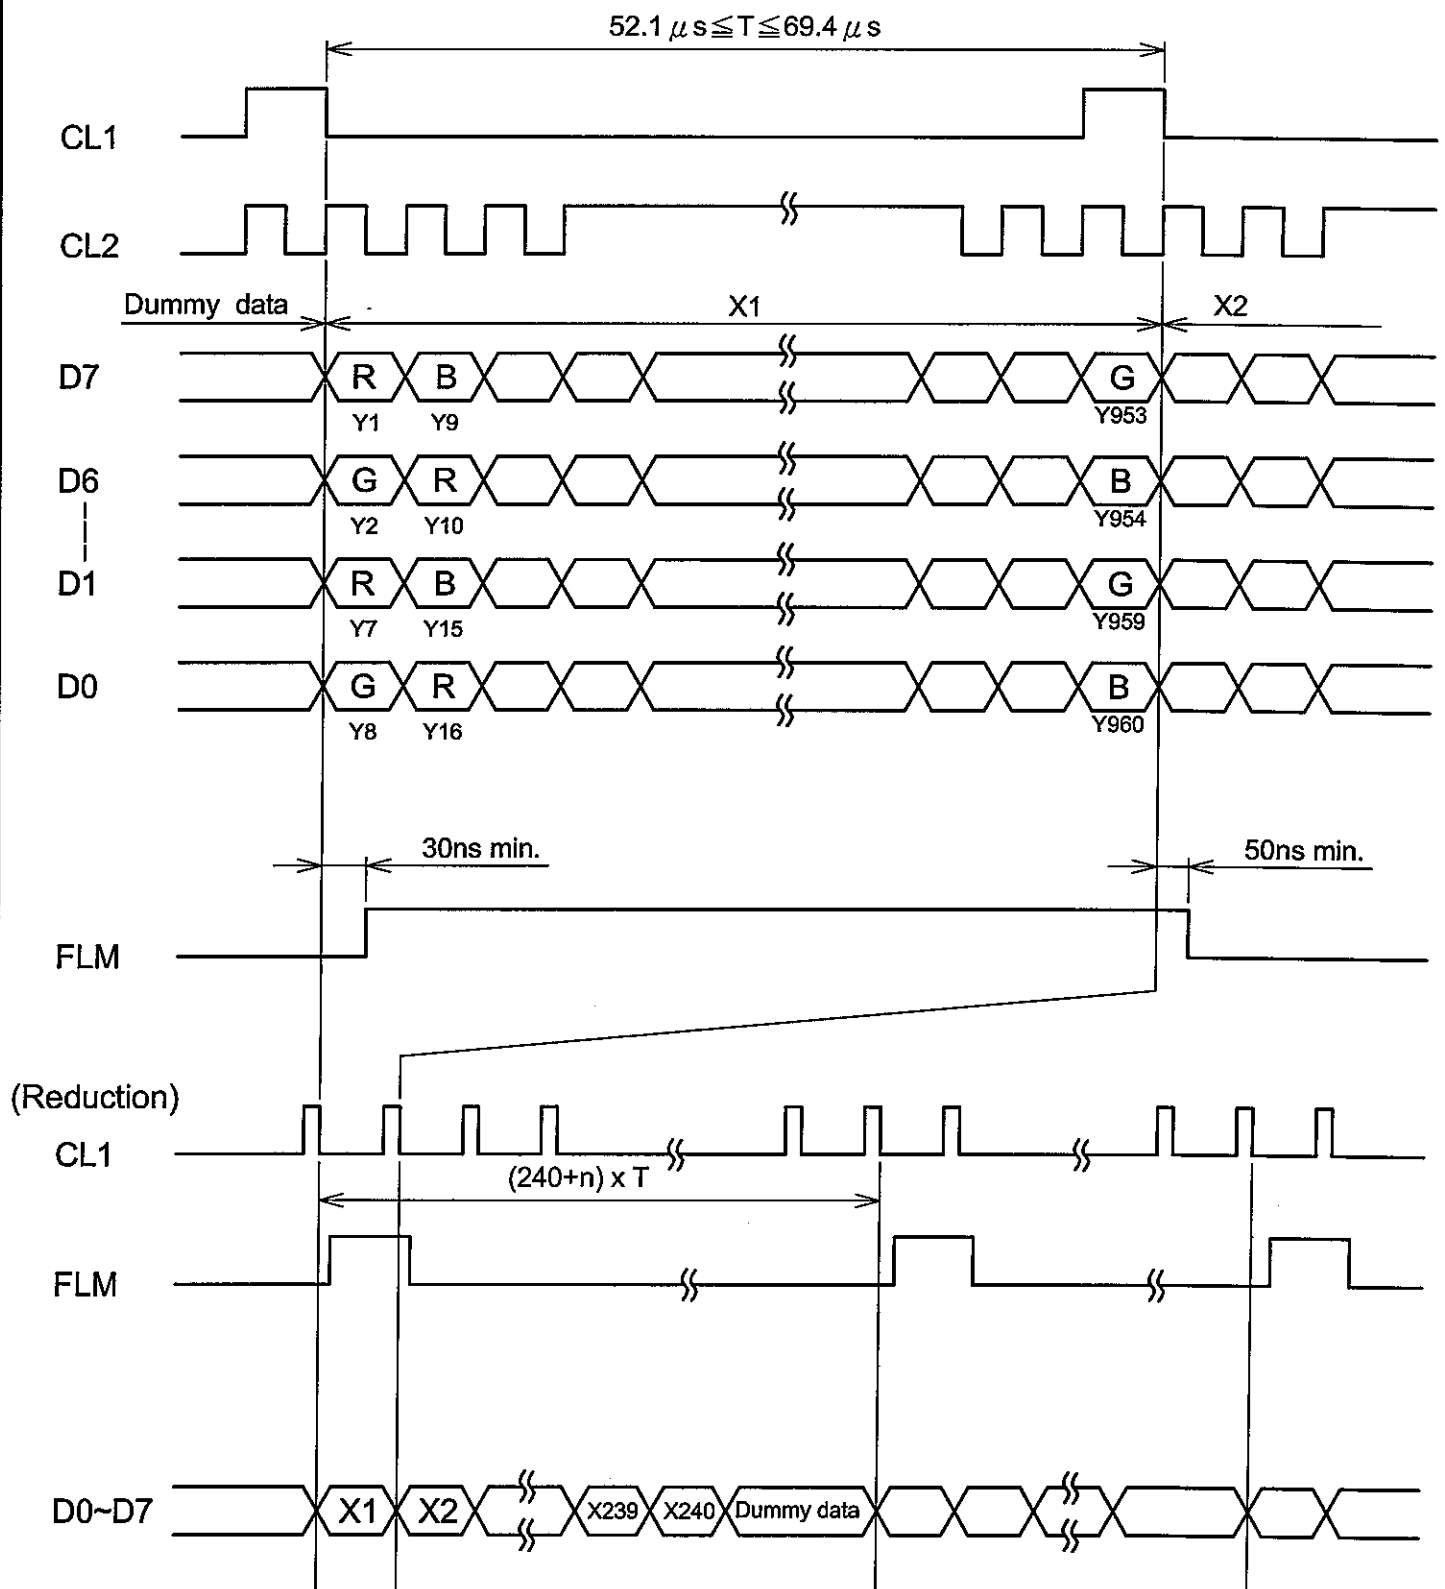 52.1 μs≦T≦69.4 μs
CL1
CL2
Dummy data X1 X2
D7 R B G
Y1 Y9 Y953
D6 G R B
Y2 Y10 Y954
D1 R B G
Y7 Y15 Y959
D0 G R B
Y8 Y16 Y960
30ns min. 50ns min.
FLM
(Reduction)
CL1
(240+n) x T
FLM
D0~D7 X1 X2 X239 X240 Dummy data